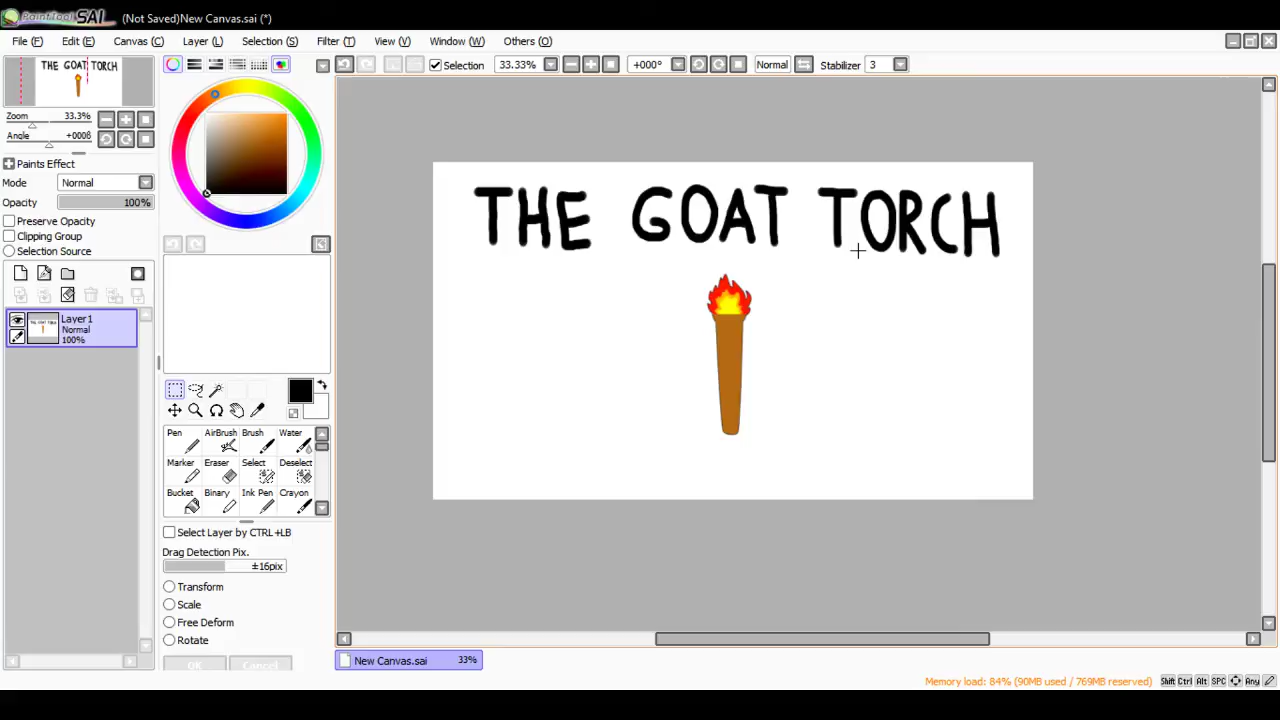 PaintTool SAI (Not Saved)New Canvas.sai (*)
File (F) Edit (E) Canvas (C) Layer (L) Selection (S) Filter (T) View (V) Window (W) Others (O)
Selection 33.33% +000° Normal Stabilizer 3
THE GOAT TORCH
Zoom 33.3%
Angle +000ß
Paints Effect
Mode Normal
Opacity 100%
Preserve Opacity
Clipping Group
Selection Source
Layer1
Normal
100%
THE GOAT TORCH
Pen AirBrush Brush Water
Marker Eraser Select Deselect
Bucket Binary Ink Pen Crayon
Select Layer by CTRL+LB
Drag Detection Pix.
±16pix
Transform
Scale
Free Deform
Rotate
OK Cancel
New Canvas.sai 33%
Memory load: 84% (90MB used / 769MB reserved) Shift Ctrl Alt SPC Any